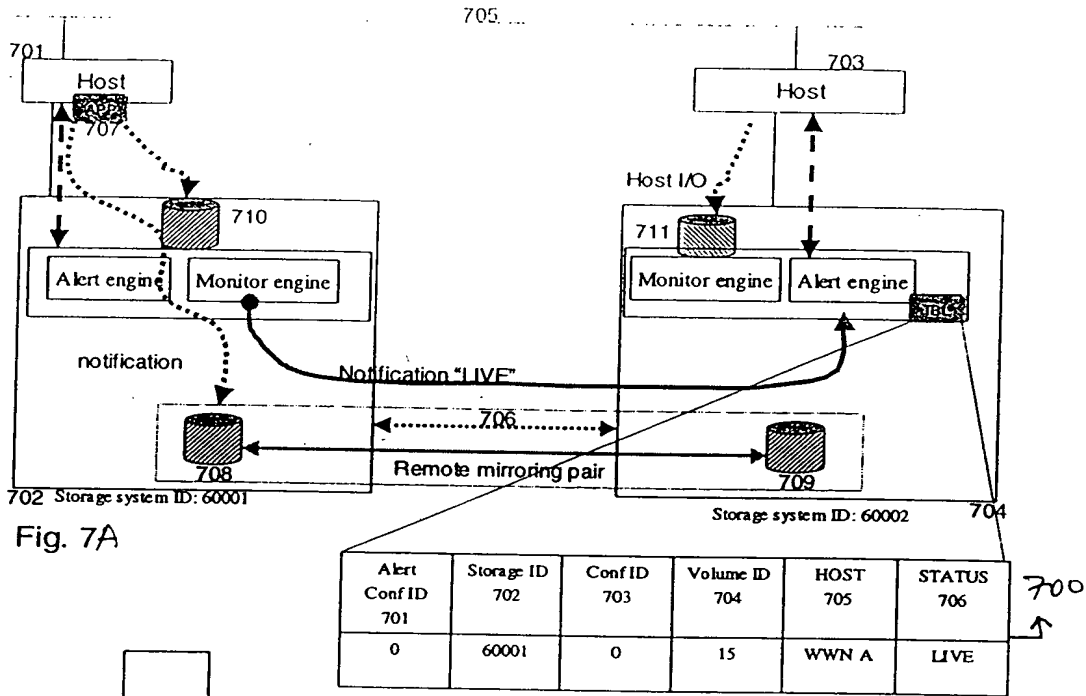 705
701
703
Host
Host
APP
707
Host I/O
710
711
Alert engine
Monitor engine
Monitor engine
Alert engine
TBL
notification
Notification "LIVE"
706
708
Remote mirroring pair
709
702 Storage system ID: 60001
Storage system ID: 60002
704
Fig. 7A
Alert Conf ID 701
Storage ID 702
Conf ID 703
Volume ID 704
HOST 705
STATUS 706
700
0
60001
0
15
WWN A
LIVE